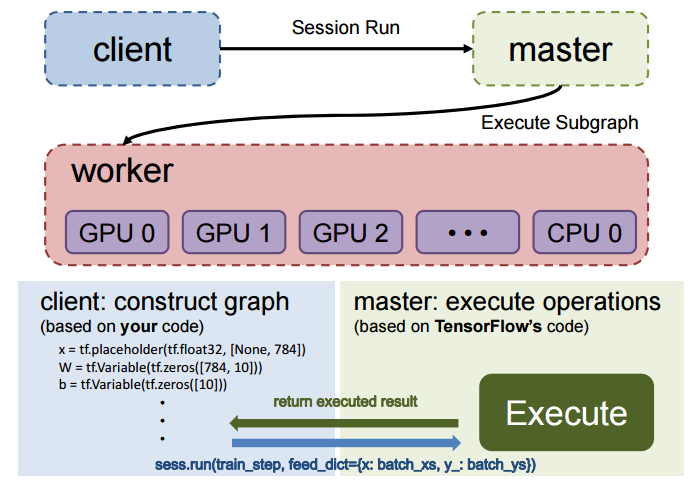 client
Session Run
master
Execute Subgraph
worker
GPU 0
GPU 1
GPU 2
• • •
CPU 0
client: construct graph
(based on your code)
x = tf.placeholder(tf.float32, [None, 784])
W = tf.Variable(tf.zeros([784, 10]))
b = tf.Variable(tf.zeros([10]))
master: execute operations
(based on TensorFlow's code)
return executed result
Execute
sess.run(train_step, feed_dict={x: batch_xs, y_: batch_ys})